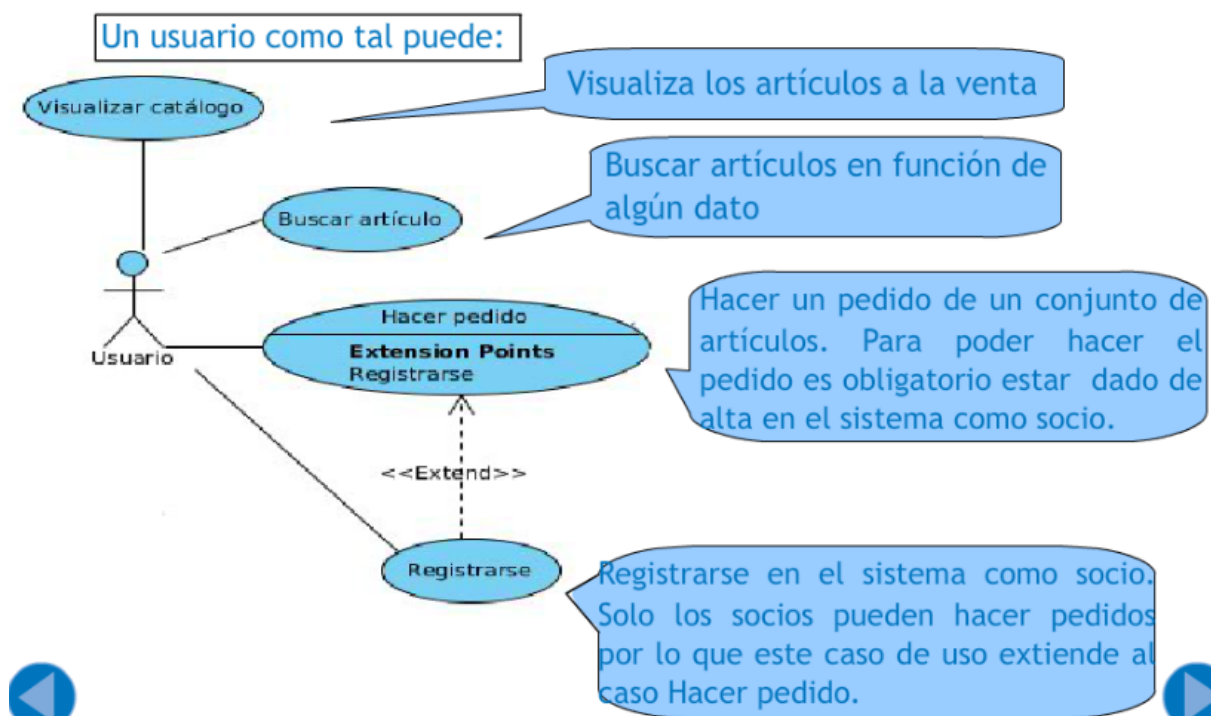 Un usuario como tal puede:
Visualiza los artículos a la venta
Visualizar catálogo
Buscar artículos en función de
algún dato
Buscar artículo
Hacer un pedido de un conjunto de
artículos. Para poder hacer el
pedido es obligatorio estar dado de
alta en el sistema como socio.
Hacer pedido
Extension Points
Registrarse
Usuario
<<Extend>>
Registrarse
Registrarse en el sistema como socio.
Solo los socios pueden hacer pedidos
por lo que este caso de uso extiende al
caso Hacer pedido.